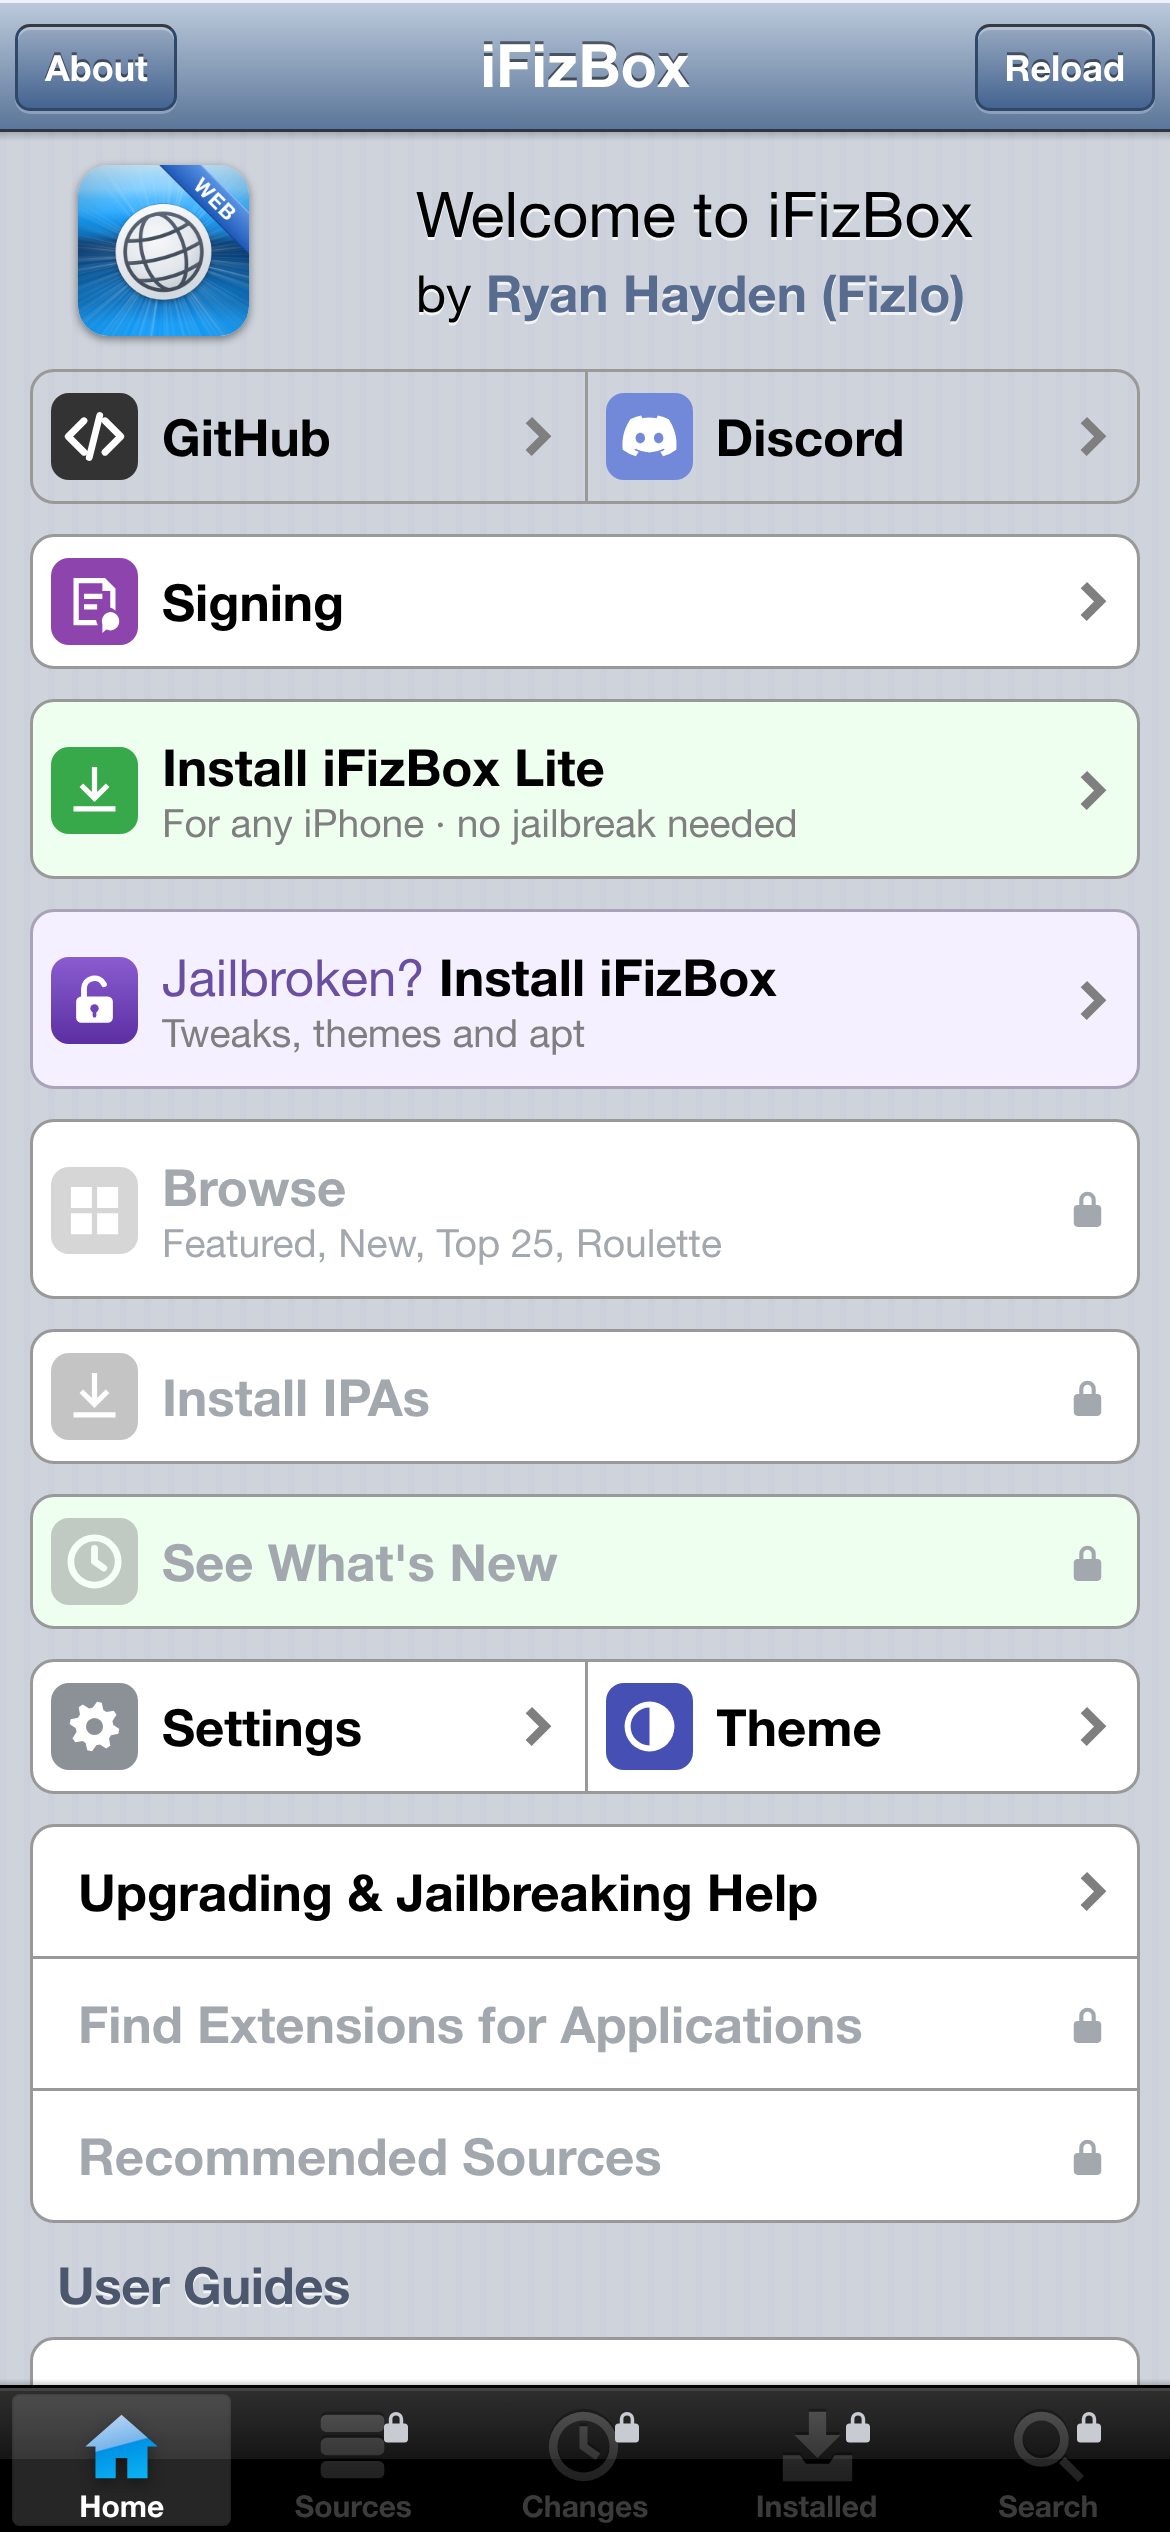 About
iFizBox
Reload
WEB
Welcome to iFizBox
by Ryan Hayden (Fizlo)
GitHub
Discord
Signing
Install iFizBox Lite
For any iPhone · no jailbreak needed
Jailbroken? Install iFizBox
Tweaks, themes and apt
Browse
Featured, New, Top 25, Roulette
Install IPAs
See What's New
Settings
Theme
Upgrading & Jailbreaking Help
Find Extensions for Applications
Recommended Sources
User Guides
Home
Sources
Changes
Installed
Search